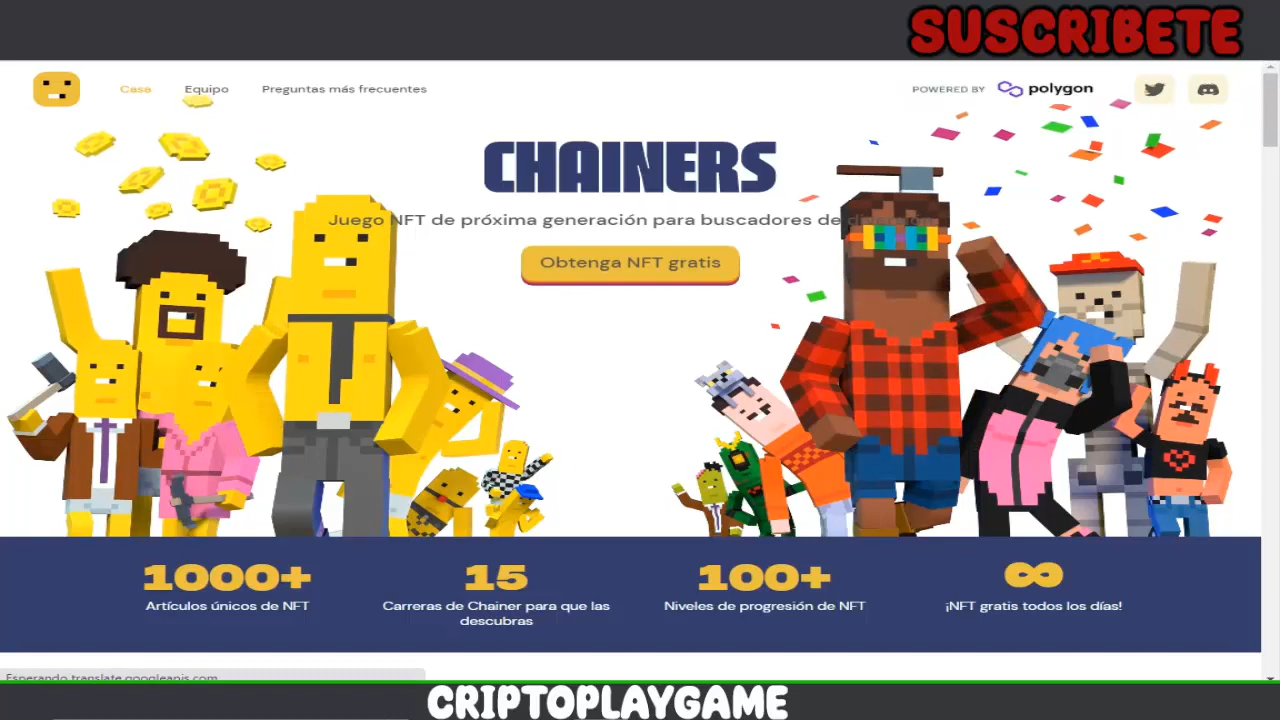 SUSCRIBETE
Casa
Equipo
Preguntas más frecuentes
POWERED BY
polygon
CHAINERS
Juego NFT de próxima generación para buscadores de diversión
Obtenga NFT gratis
1000+
Artículos únicos de NFT
15
Carreras de Chainer para que las
descubras
100+
Niveles de progresión de NFT
∞
¡NFT gratis todos los días!
Esperando translate.googleapis.com
CRIPTOPLAYGAME